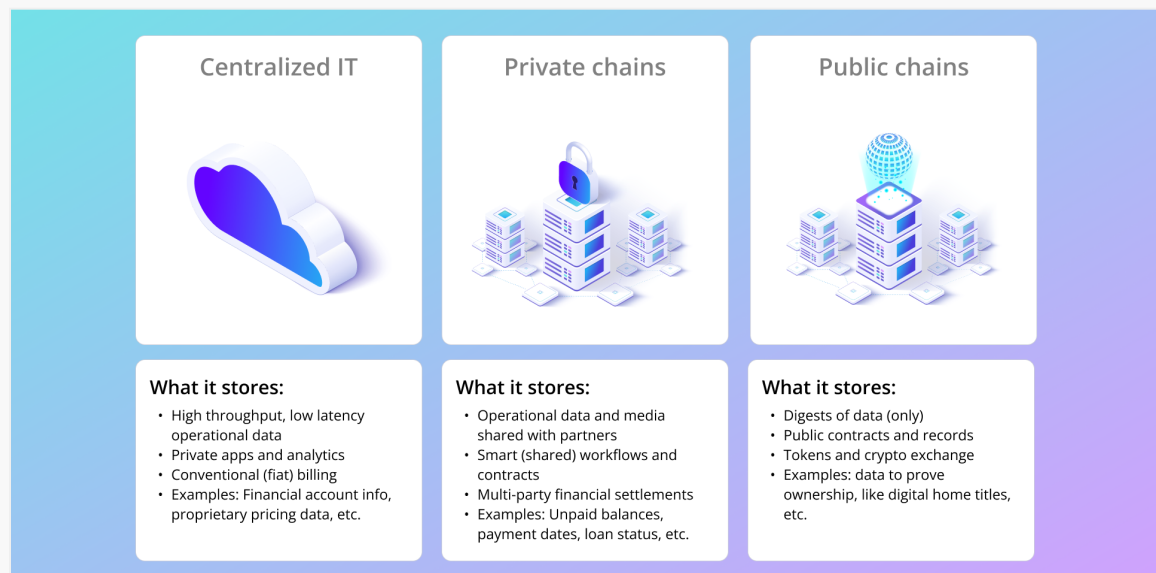 Centralized IT
Private chains
Public chains
What it stores:
• High throughput, low latency
operational data
• Private apps and analytics
• Conventional (fiat) billing
• Examples: Financial account info,
proprietary pricing data, etc.
What it stores:
• Operational data and media
shared with partners
• Smart (shared) workflows and
contracts
• Multi-party financial settlements
• Examples: Unpaid balances,
payment dates, loan status, etc.
What it stores:
• Digests of data (only)
• Public contracts and records
• Tokens and crypto exchange
• Examples: data to prove
ownership, like digital home titles,
etc.